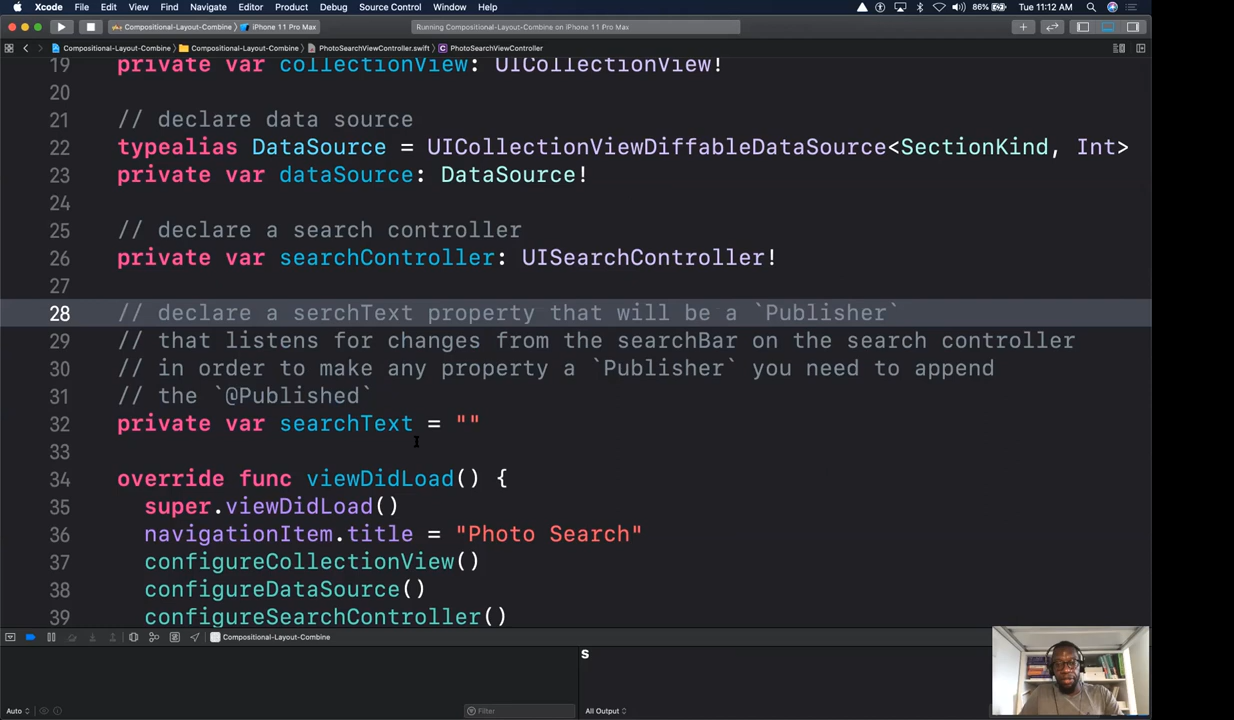 Xcode File Edit View Find Navigate Editor Product Debug Source Control Window Help 86% Tue 11:12 AM
Compositional-Layout-Combine iPhone 11 Pro Max Running Compositional-Layout-Combine on iPhone 11 Pro Max
Compositional-Layout-Combine Compositional-Layout-Combine PhotoSearchViewController.swift C PhotoSearchViewController
19 private var collectionView: UICollectionView!
20
21 // declare data source
22 typealias DataSource = UICollectionViewDiffableDataSource<SectionKind, Int>
23 private var dataSource: DataSource!
24
25 // declare a search controller
26 private var searchController: UISearchController!
27
28 // declare a serchText property that will be a `Publisher`
29 // that listens for changes from the searchBar on the search controller
30 // in order to make any property a `Publisher` you need to append
31 // the `@Published`
32 private var searchText = ""
33
34 override func viewDidLoad() {
35 super.viewDidLoad()
36 navigationItem.title = "Photo Search"
37 configureCollectionView()
38 configureDataSource()
39 configureSearchController()
Compositional-Layout-Combine
s
Auto Filter All Output